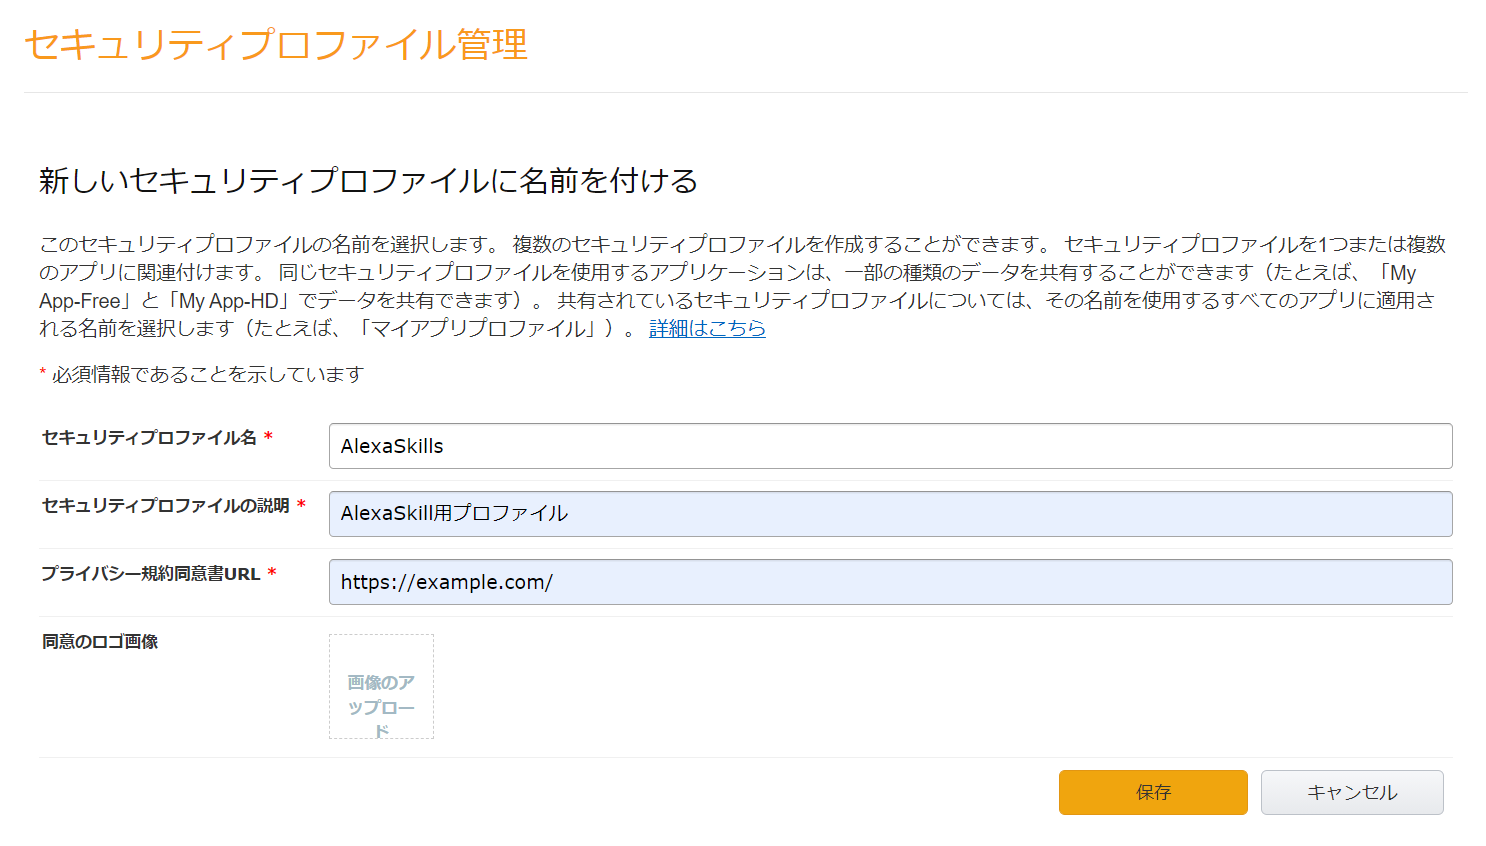 セキュリティプロファイル管理
新しいセキュリティプロファイルに名前を付ける
このセキュリティプロファイルの名前を選択します。 複数のセキュリティプロファイルを作成することができます。 セキュリティプロファイルを1つまたは複数
のアプリに関連付けます。 同じセキュリティプロファイルを使用するアプリケーションは、一部の種類のデータを共有することができます（たとえば、「My
App-Free」と「My App-HD」でデータを共有できます）。 共有されているセキュリティプロファイルについては、その名前を使用するすべてのアプリに適用さ
れる名前を選択します（たとえば、「マイアプリプロファイル」）。 詳細はこちら
* 必須情報であることを示しています
セキュリティプロファイル名 *
AlexaSkills
セキュリティプロファイルの説明 *
AlexaSkill用プロファイル
プライバシー規約同意書URL *
https://example.com/
同意のロゴ画像
画像のア
ップロー
ド
保存
キャンセル